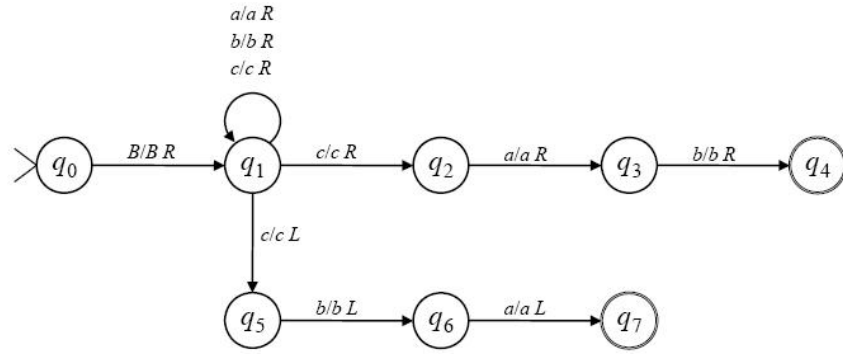 a/a R
b/b R
c/c R
q₀ B/B R q₁ c/c R q₂ a/a R q₃ b/b R q₄
c/c L
q₅ b/b L q₆ a/a L q₇